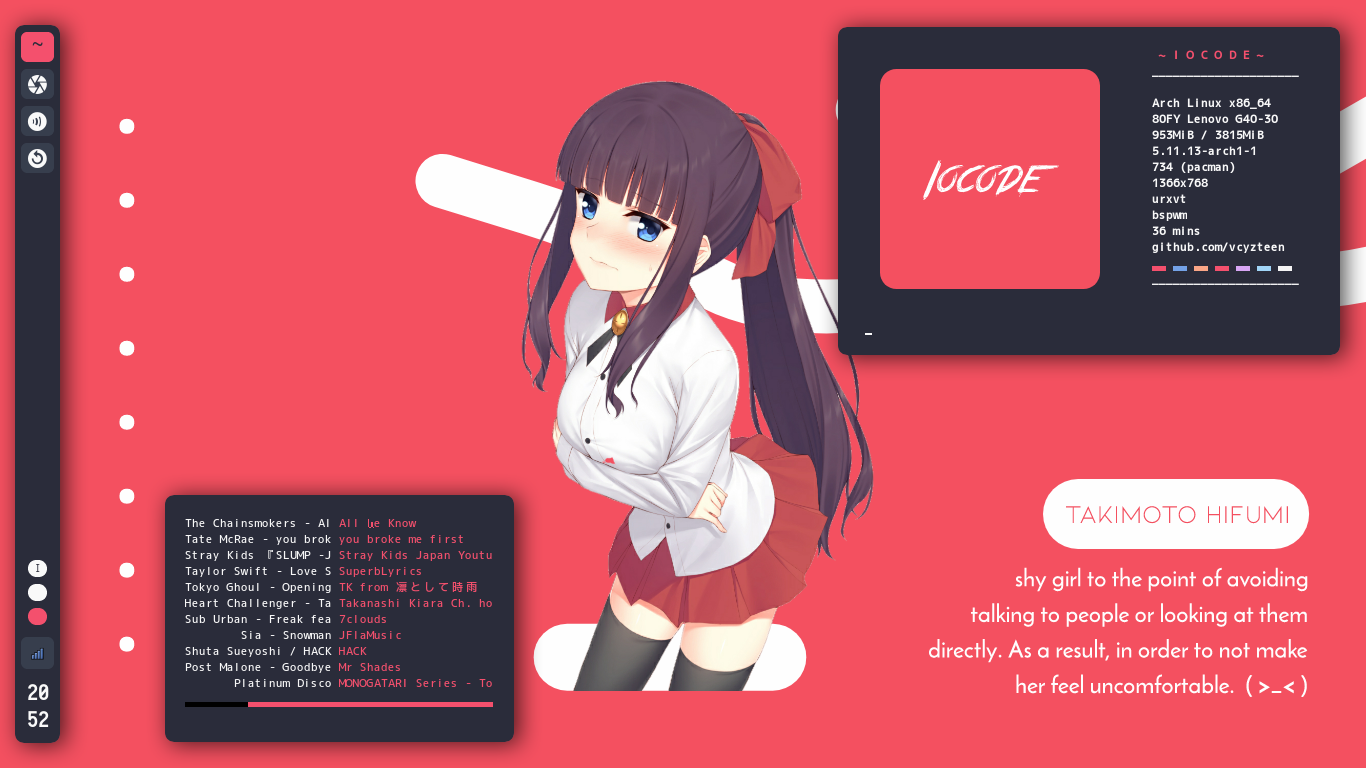 ~
~ I O C O D E ~
IOCODE
Arch Linux x86_64
80FY Lenovo G40-30
953MiB / 3815MiB
5.11.13-arch1-1
734 (pacman)
1366x768
urxvt
bspwm
36 mins
github.com/vcyzteen
The Chainsmokers - Al All We Know
Tate McRae - you brok you broke me first
Stray Kids 『SLUMP -J Stray Kids Japan Youtu
Taylor Swift - Love S SuperbLyrics
Tokyo Ghoul - Opening TK from 凛として時雨
Heart Challenger - Ta Takanashi Kiara Ch. ho
Sub Urban - Freak fea 7clouds
Sia - Snowman JFlaMusic
Shuta Sueyoshi / HACK HACK
Post Malone - Goodbye Mr Shades
Platinum Disco MONOGATARI Series - To
I
20
52
TAKIMOTO HIFUMI
shy girl to the point of avoiding
talking to people or looking at them
directly. As a result, in order to not make
her feel uncomfortable. ( >_< )